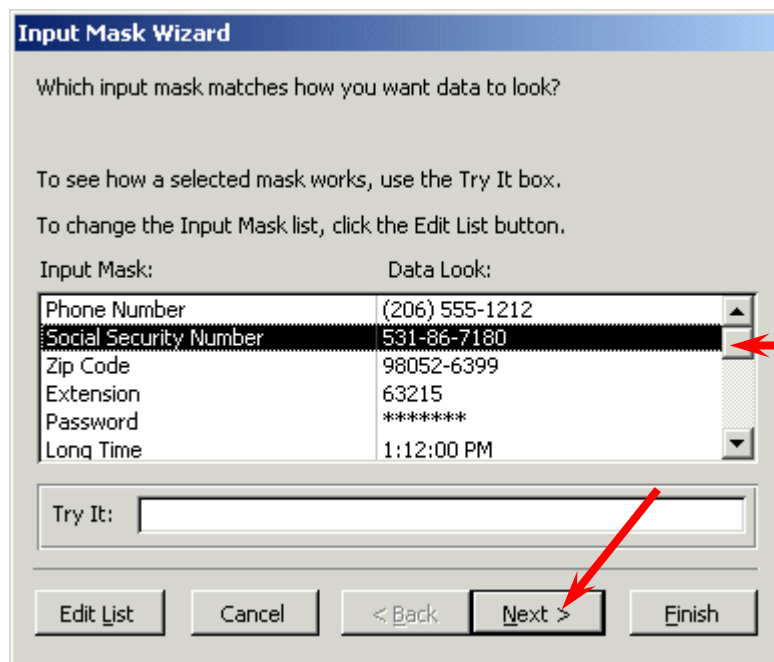 Input Mask Wizard
Which input mask matches how you want data to look?
To see how a selected mask works, use the Try It box.
To change the Input Mask list, click the Edit List button.
Input Mask: Data Look:
Phone Number (206) 555-1212
Social Security Number 531-86-7180
Zip Code 98052-6399
Extension 63215
Password *******
Long Time 1:12:00 PM
Try It:
Edit List Cancel < Back Next > Finish